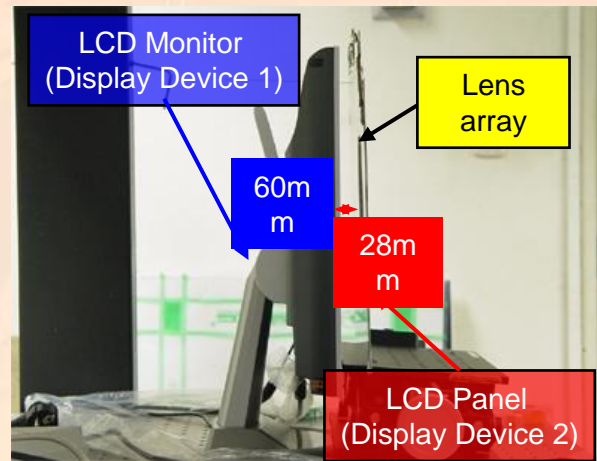 LCD Monitor
(Display Device 1)
Lens
array
60m
m
28m
m
LCD Panel
(Display Device 2)